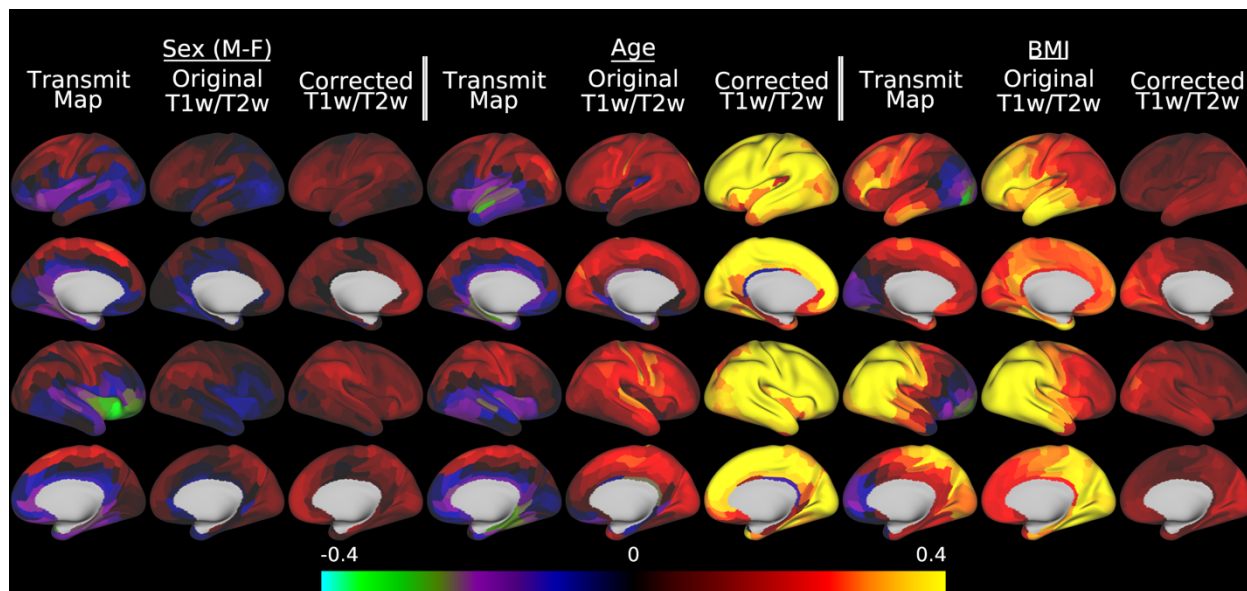 Sex (M-F) Age BMI
Transmit Original Corrected Transmit Original Corrected Transmit Original Corrected
Map T1w/T2w T1w/T2w Map T1w/T2w T1w/T2w Map T1w/T2w T1w/T2w
-0.4 0 0.4